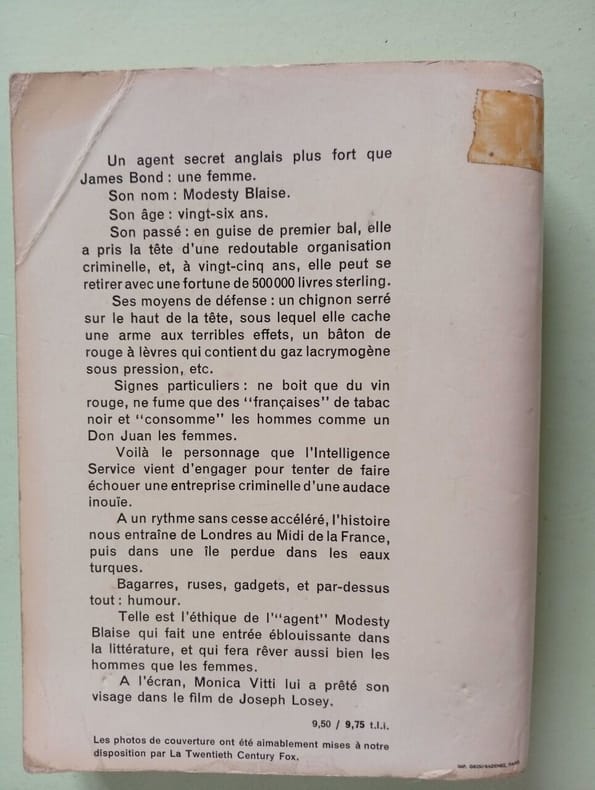 Un agent secret anglais plus fort que
James Bond : une femme.
Son nom : Modesty Blaise.
Son âge : vingt-six ans.
Son passé : en guise de premier bal, elle
a pris la tête d'une redoutable organisation
criminelle, et, à vingt-cinq ans, elle peut se
retirer avec une fortune de 500 000 livres sterling.
Ses moyens de défense : un chignon serré
sur le haut de la tête, sous lequel elle cache
une arme aux terribles effets, un bâton de
rouge à lèvres qui contient du gaz lacrymogène
sous pression, etc.
Signes particuliers : ne boit que du vin
rouge, ne fume que des "françaises" de tabac
noir et "consomme" les hommes comme un
Don Juan les femmes.
Voilà le personnage que l'Intelligence
Service vient d'engager pour tenter de faire
échouer une entreprise criminelle d'une audace
inouïe.
A un rythme sans cesse accéléré, l'histoire
nous entraîne de Londres au Midi de la France,
puis dans une île perdue dans les eaux
turques.
Bagarres, ruses, gadgets, et par-dessus
tout : humour.
Telle est l'éthique de l'"agent" Modesty
Blaise qui fait une entrée éblouissante dans
la littérature, et qui fera rêver aussi bien les
hommes que les femmes.
A l'écran, Monica Vitti lui a prêté son
visage dans le film de Joseph Losey.
9,50 / 9,75 t.l.i.
Les photos de couverture ont été aimablement mises à notre
disposition par La Twentieth Century Fox.
IMP.